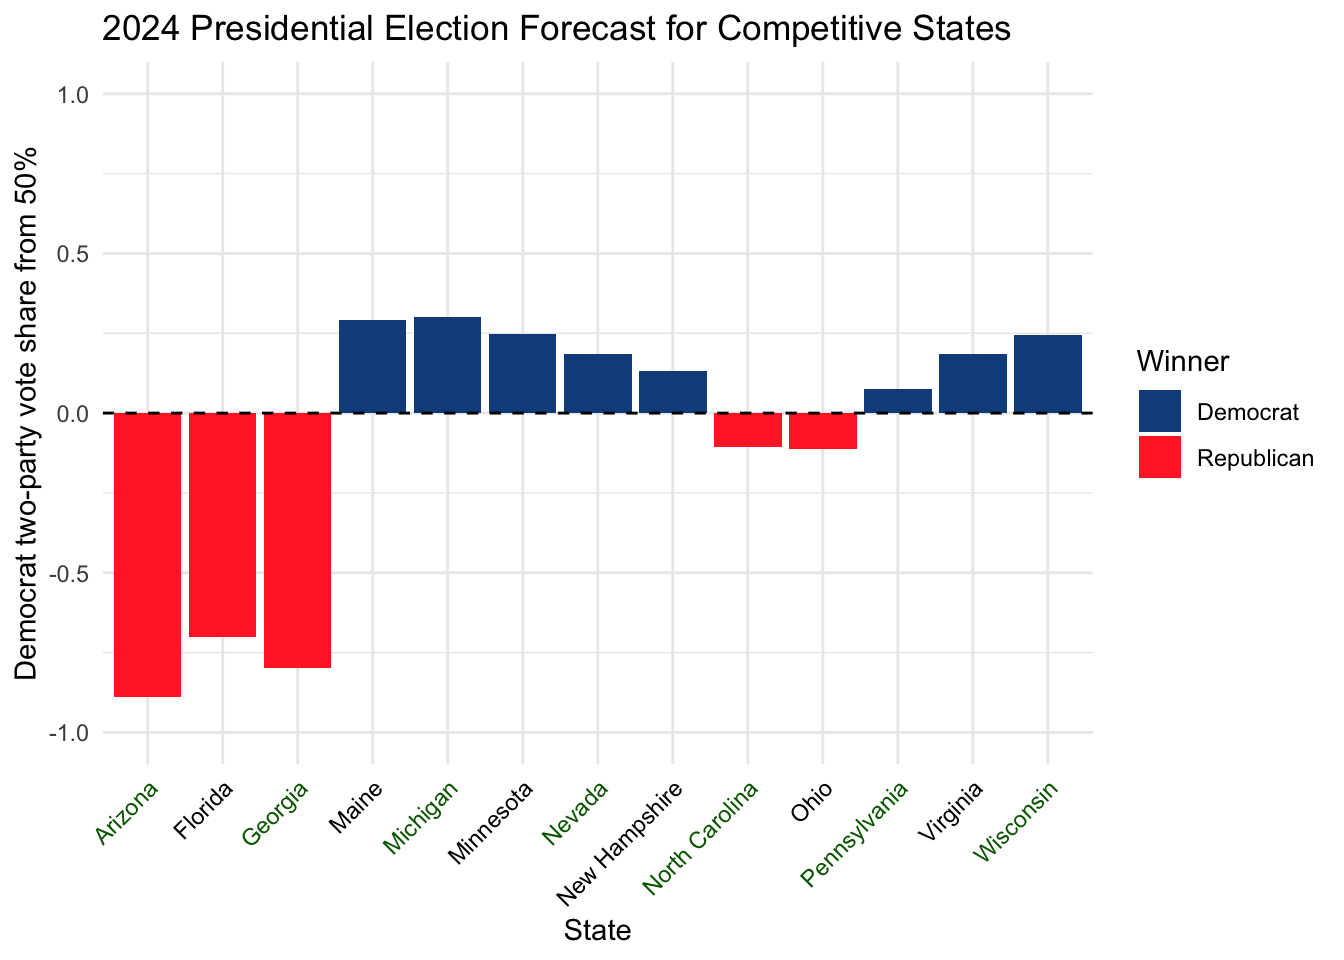 2024 Presidential Election Forecast for Competitive States
Democrat two-party vote share from 50%
1.0
0.5
0.0
-0.5
-1.0
Arizona
Florida
Georgia
Maine
Michigan
Minnesota
Nevada
New Hampshire
North Carolina
Ohio
Pennsylvania
Virginia
Wisconsin
State
Winner
Democrat
Republican